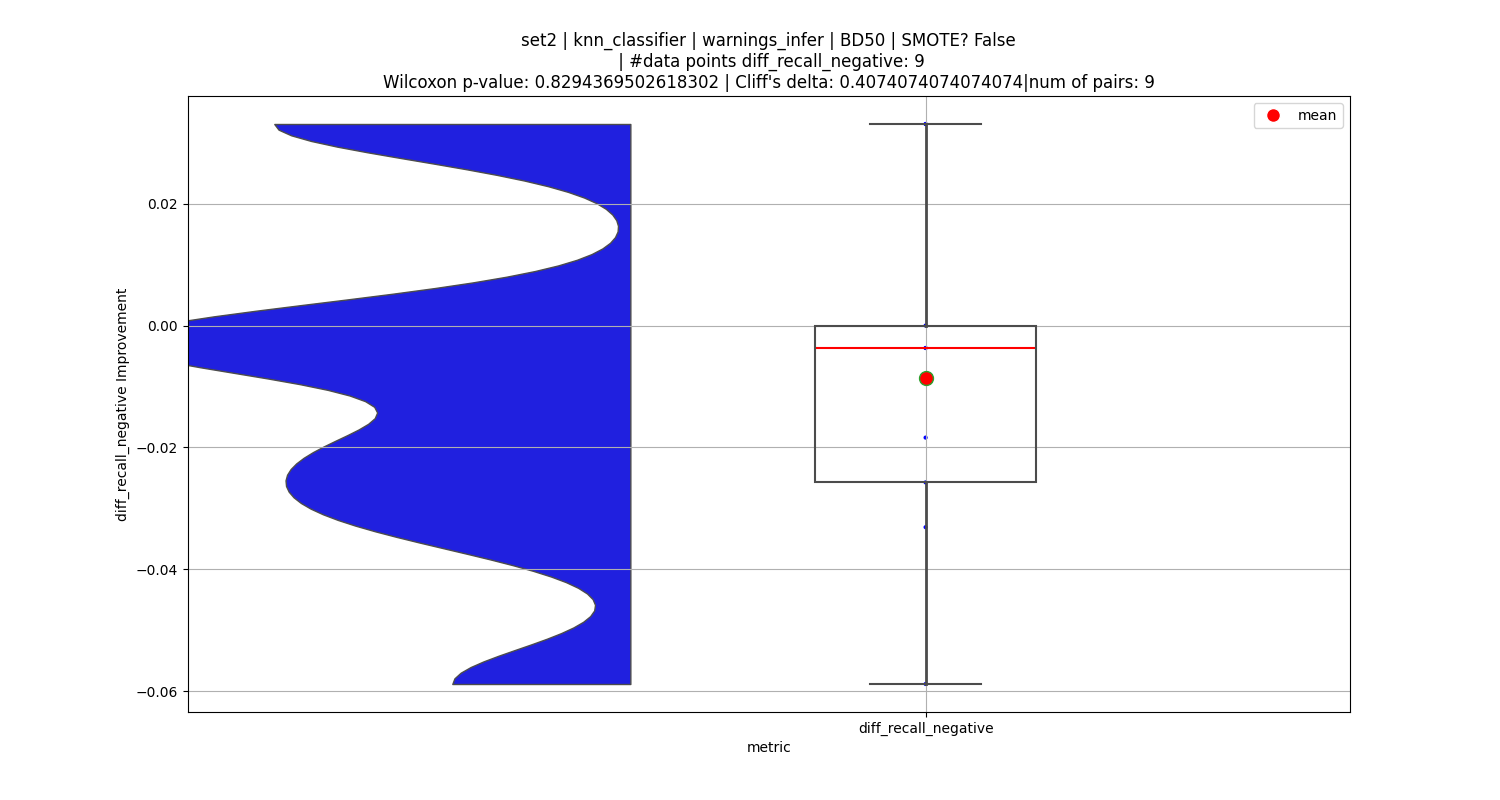 set2 | knn_classifier | warnings_infer | BD50 | SMOTE? False
| #data points diff_recall_negative: 9
Wilcoxon p-value: 0.8294369502618302 | Cliff's delta: 0.4074074074074074|num of pairs: 9
mean
0.02
0.00
−0.02
−0.04
−0.06
diff_recall_negative Improvement
diff_recall_negative
metric